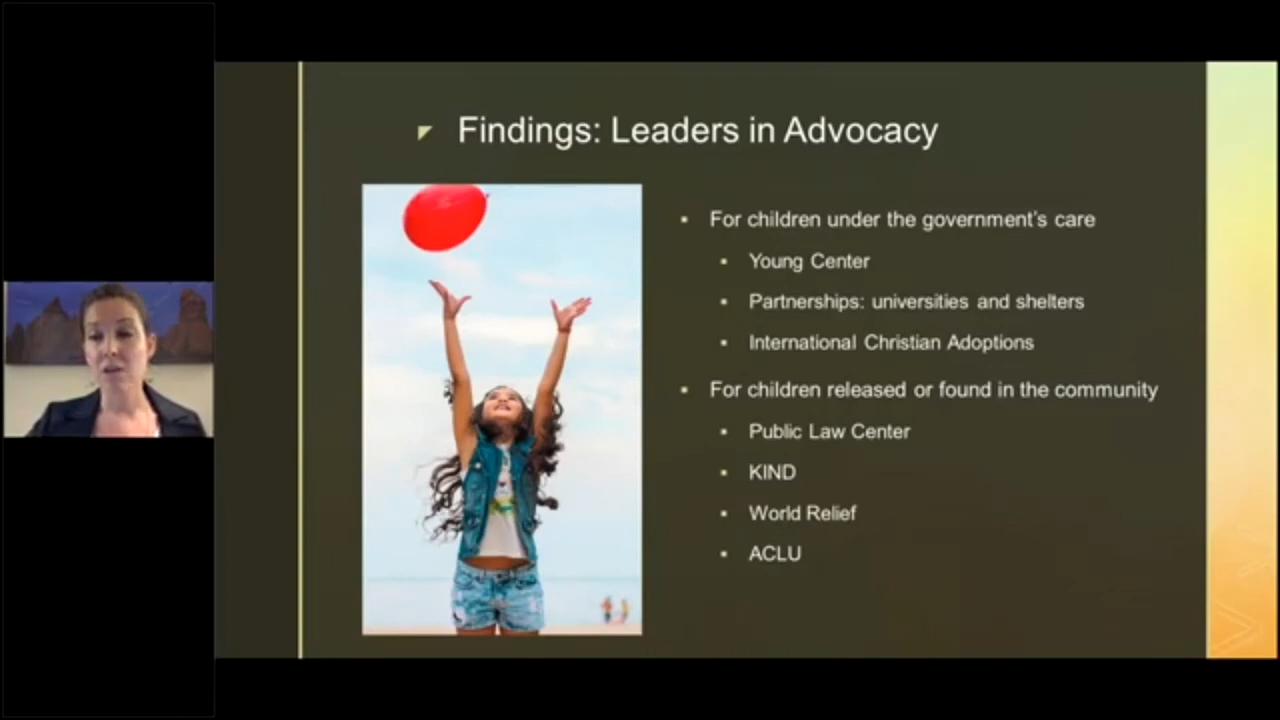 Findings: Leaders in Advocacy
For children under the government's care
Young Center
Partnerships: universities and shelters
International Christian Adoptions
For children released or found in the community
Public Law Center
KIND
World Relief
ACLU